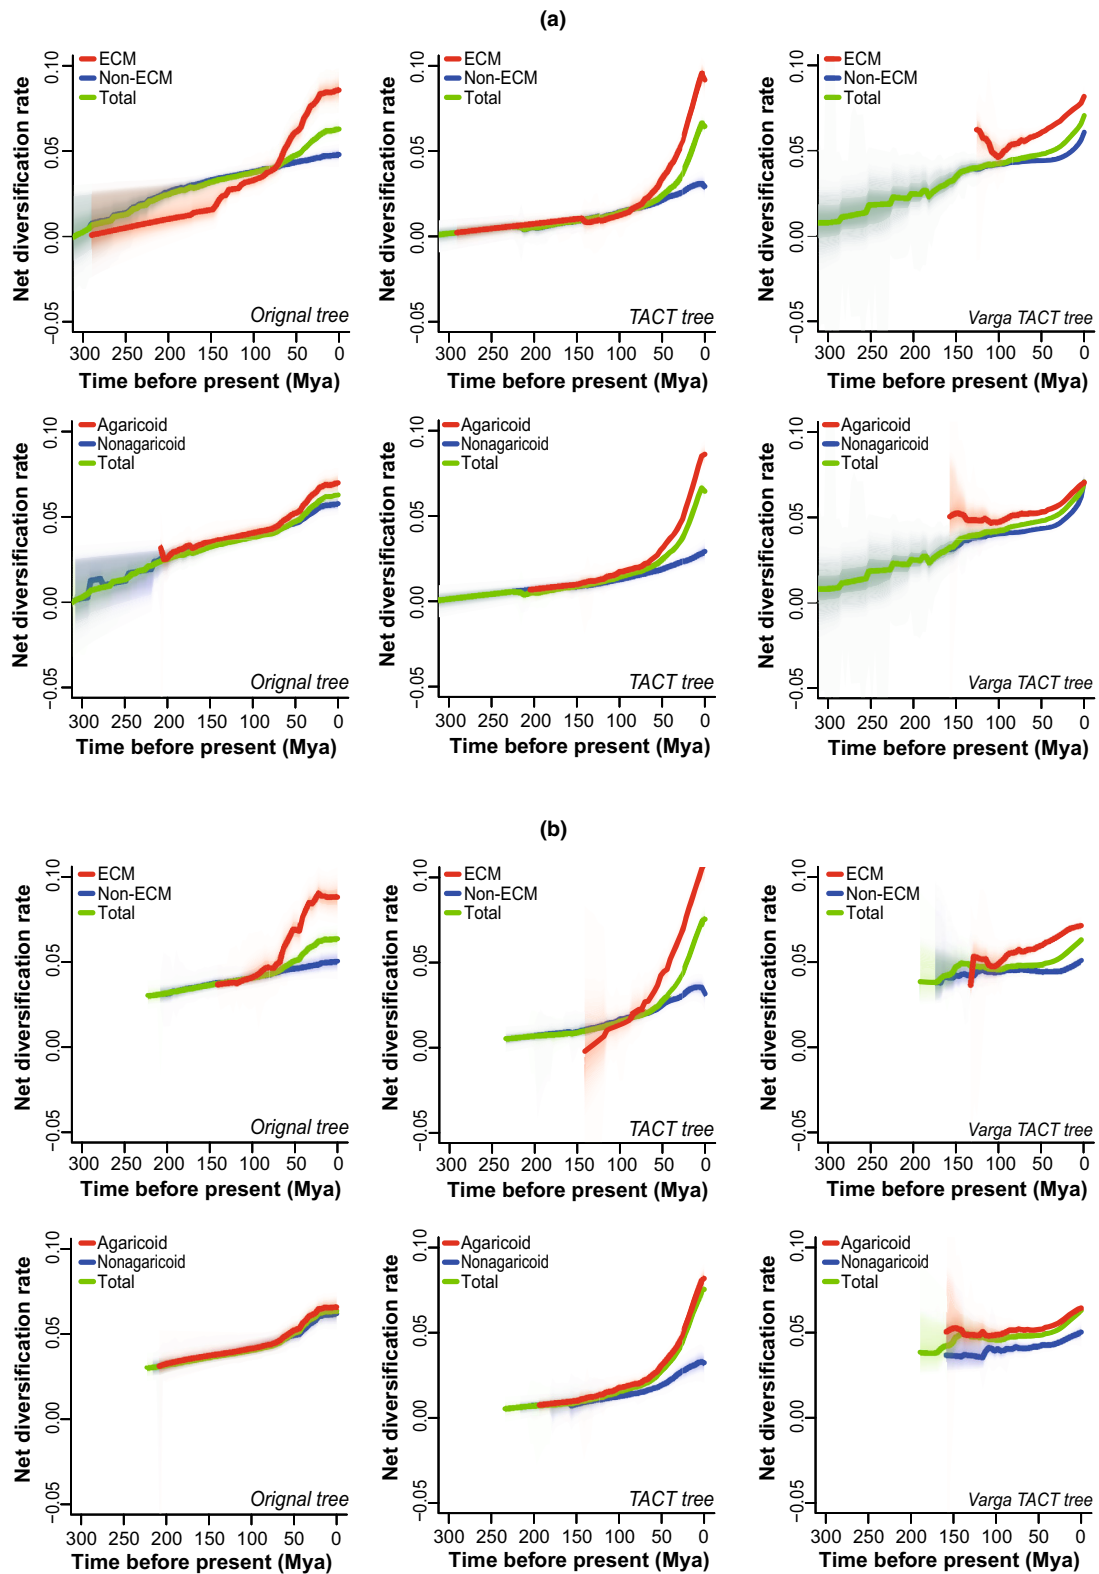 (a)
ECM
Non-ECM
Total
Net diversification rate
−0.05 0.00 0.05 0.10
Orignal tree
300 250 200 150 100 50 0
Time before present (Mya)
ECM
Non-ECM
Total
Net diversification rate
−0.05 0.00 0.05 0.10
TACT tree
300 250 200 150 100 50 0
Time before present (Mya)
ECM
Non-ECM
Total
Net diversification rate
−0.05 0.00 0.05 0.10
Varga TACT tree
300 250 200 150 100 50 0
Time before present (Mya)
Agaricoid
Nonagaricoid
Total
Net diversification rate
−0.05 0.00 0.05 0.10
Orignal tree
300 250 200 150 100 50 0
Time before present (Mya)
Agaricoid
Nonagaricoid
Total
Net diversification rate
−0.05 0.00 0.05 0.10
TACT tree
300 250 200 150 100 50 0
Time before present (Mya)
Agaricoid
Nonagaricoid
Total
Net diversification rate
−0.05 0.00 0.05 0.10
Varga TACT tree
300 250 200 150 100 50 0
Time before present (Mya)
(b)
ECM
Non-ECM
Total
Net diversification rate
−0.05 0.00 0.05 0.10
Orignal tree
300 250 200 150 100 50 0
Time before present (Mya)
ECM
Non-ECM
Total
Net diversification rate
−0.05 0.00 0.05 0.10
TACT tree
300 250 200 150 100 50 0
Time before present (Mya)
ECM
Non-ECM
Total
Net diversification rate
−0.05 0.00 0.05 0.10
Varga TACT tree
300 250 200 150 100 50 0
Time before present (Mya)
Agaricoid
Nonagaricoid
Total
Net diversification rate
−0.05 0.00 0.05 0.10
Orignal tree
300 250 200 150 100 50 0
Time before present (Mya)
Agaricoid
Nonagaricoid
Total
Net diversification rate
−0.05 0.00 0.05 0.10
TACT tree
300 250 200 150 100 50 0
Time before present (Mya)
Agaricoid
Nonagaricoid
Total
Net diversification rate
−0.05 0.00 0.05 0.10
Varga TACT tree
300 250 200 150 100 50 0
Time before present (Mya)